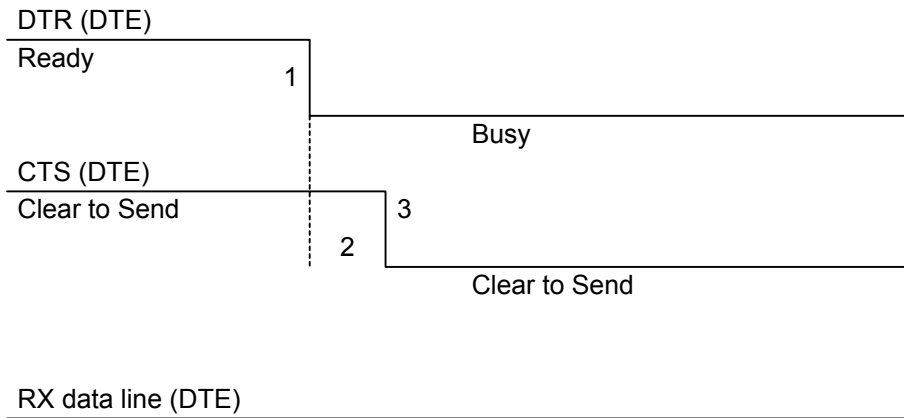 DTR (DTE)
Ready
1
Busy
CTS (DTE)
Clear to Send
3
2
Clear to Send
RX data line (DTE)